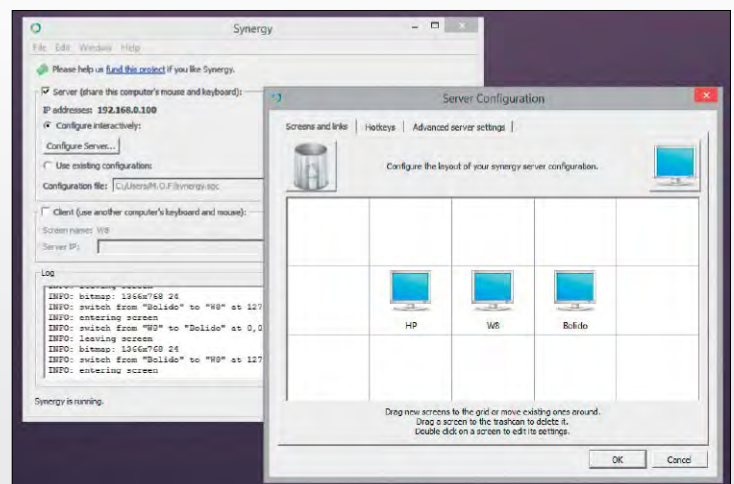 Synergy
File Edit Window Help
Please help us fund this project if you like Synergy.
Server (share this computer's mouse and keyboard):
IP addresses: 192.168.0.100
Configure interactively:
Configure Server...
Use existing configuration:
Configuration file:
Client (use another computer's keyboard and mouse):
Screen name: W8
Server IP:
Log
INFO: leaving screen
INFO: bitmap: 1366x768 24
INFO: switch from "Bolido" to "W8" at 127
INFO: entering screen
INFO: switch from "W8" to "Bolido" at 0,0
INFO: leaving screen
INFO: bitmap: 1366x768 24
INFO: switch from "Bolido" to "W8" at 127
INFO: entering screen
Synergy is running.
Server Configuration
Screens and links Hotkeys Advanced server settings
Configure the layout of your synergy server configuration.
HP W8 Bolido
Drag new screens to the grid or move existing ones around.
Drag a screen to the trashcan to delete it.
Double click on a screen to edit its settings.
OK Cancel